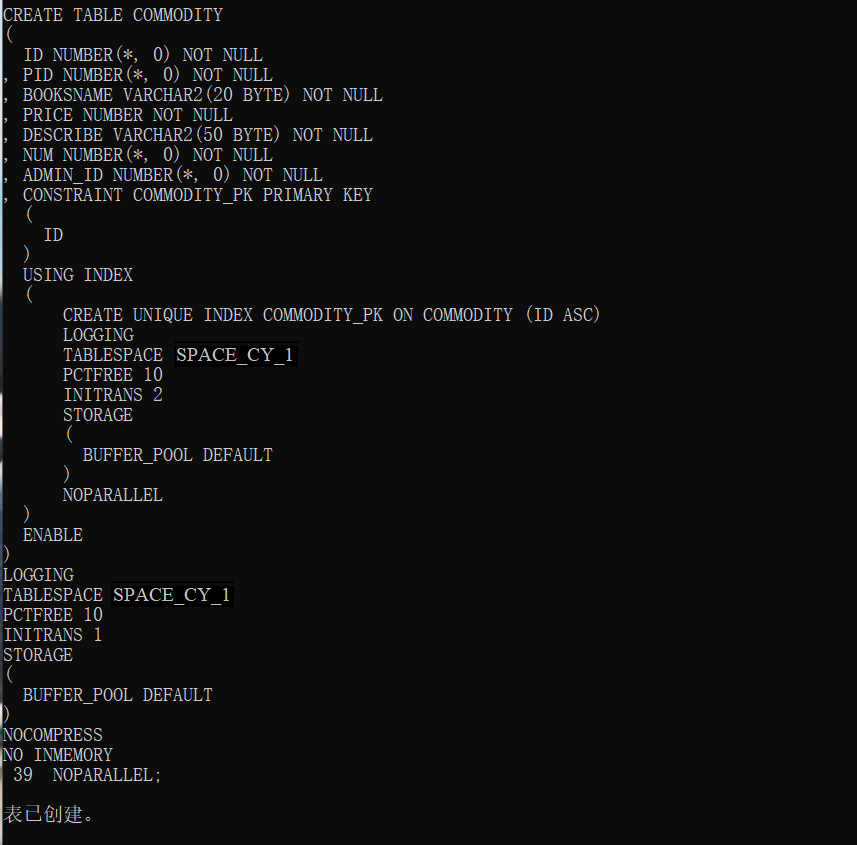 CREATE TABLE COMMODITY
(
  ID NUMBER(*, 0) NOT NULL
, PID NUMBER(*, 0) NOT NULL
, BOOKSNAME VARCHAR2(20 BYTE) NOT NULL
, PRICE NUMBER NOT NULL
, DESCRIBE VARCHAR2(50 BYTE) NOT NULL
, NUM NUMBER(*, 0) NOT NULL
, ADMIN_ID NUMBER(*, 0) NOT NULL
, CONSTRAINT COMMODITY_PK PRIMARY KEY
  (
    ID
  )
  USING INDEX
  (
      CREATE UNIQUE INDEX COMMODITY_PK ON COMMODITY (ID ASC)
      LOGGING
      TABLESPACE SPACE_CY_1
      PCTFREE 10
      INITRANS 2
      STORAGE
      (
        BUFFER_POOL DEFAULT
      )
      NOPARALLEL
  )
  ENABLE
)
LOGGING
TABLESPACE SPACE_CY_1
PCTFREE 10
INITRANS 1
STORAGE
(
  BUFFER_POOL DEFAULT
)
NOCOMPRESS
NO INMEMORY
 39  NOPARALLEL;
表已创建。